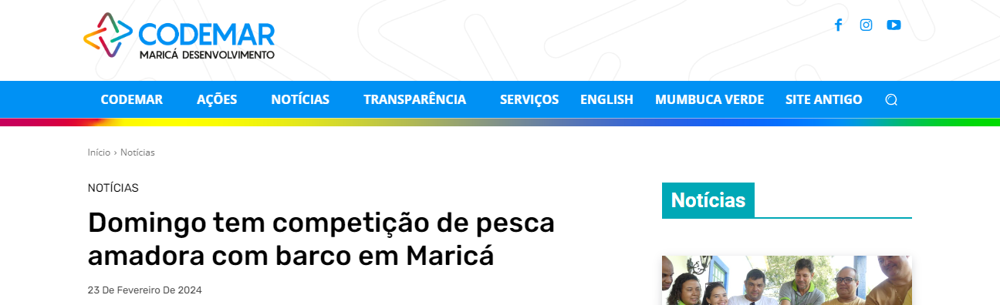 CODEMAR
MARICÁ DESENVOLVIMENTO
CODEMAR AÇÕES NOTÍCIAS TRANSPARÊNCIA SERVIÇOS ENGLISH MUMBUCA VERDE SITE ANTIGO
Início › Notícias
NOTÍCIAS
Domingo tem competição de pesca
amadora com barco em Maricá
23 De Fevereiro De 2024
Notícias